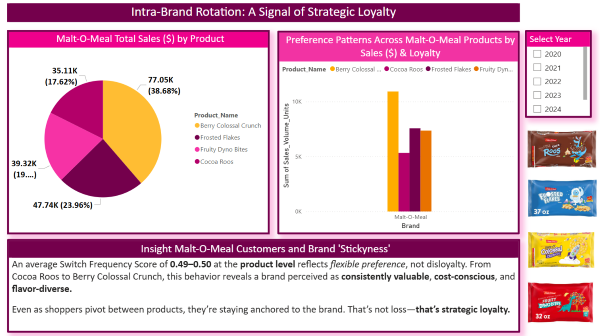 Intra-Brand Rotation: A Signal of Strategic Loyalty
Malt-O-Meal Total Sales ($) by Product
35.11K
(17.62%)
77.05K
(38.68%)
39.32K
(19....)
47.74K (23.96%)
Product_Name
Berry Colossal Crunch
Frosted Flakes
Fruity Dyno Bites
Cocoa Roos
Preference Patterns Across Malt-O-Meal Products by
Sales ($) & Loyalty
Product_Name Berry Colossal ... Cocoa Roos Frosted Flakes Fruity Dyn...
Sum of Sales_Volume_Units
10K
5K
0K
Malt-O-Meal
Brand
Select Year
2020
2021
2022
2023
2024
Roos
Frosted
Flakes
37 oz
32 oz
Insight Malt-O-Meal Customers and Brand 'Stickyness'
An average Switch Frequency Score of 0.49–0.50 at the product level reflects flexible preference, not disloyalty. From
Cocoa Roos to Berry Colossal Crunch, this behavior reveals a brand perceived as consistently valuable, cost-conscious, and
flavor-diverse.
Even as shoppers pivot between products, they're staying anchored to the brand. That's not loss—that's strategic loyalty.